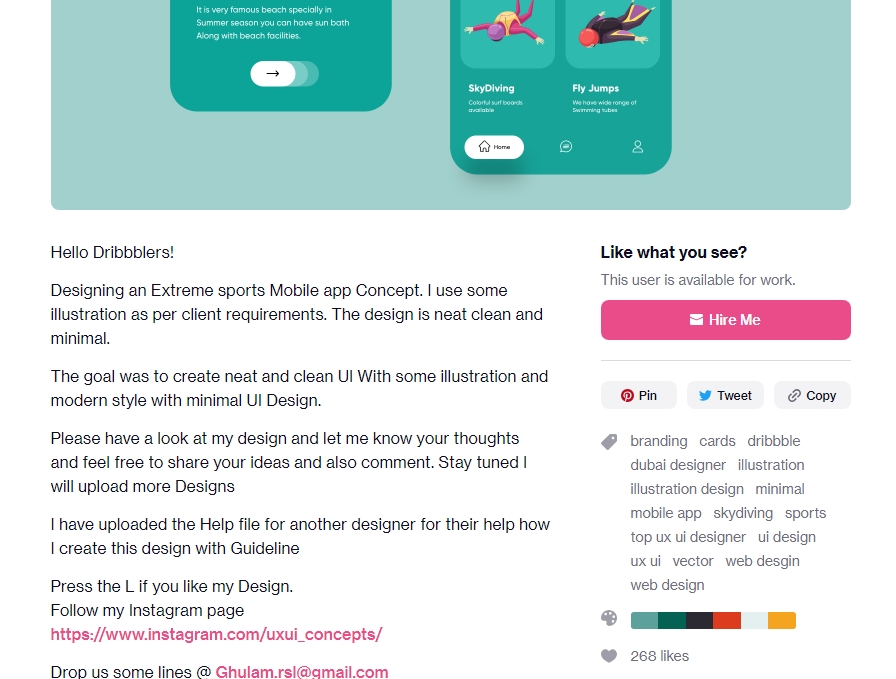 It is very famous beach specially in
Summer season you can have sun bath
Along with beach facilities.
SkyDiving
Colorful surf boards
available
Fly Jumps
We have wide range of
Swimming tubes
Home
Hello Dribbblers!
Designing an Extreme sports Mobile app Concept. I use some
illustration as per client requirements. The design is neat clean and
minimal.
The goal was to create neat and clean UI With some illustration and
modern style with minimal UI Design.
Please have a look at my design and let me know your thoughts
and feel free to share your ideas and also comment. Stay tuned I
will upload more Designs
I have uploaded the Help file for another designer for their help how
I create this design with Guideline
Press the L if you like my Design.
Follow my Instagram page
https://www.instagram.com/uxui_concepts/
Drop us some lines @ Ghulam.rsl@gmail.com
Like what you see?
This user is available for work.
Hire Me
Pin Tweet Copy
branding cards dribbble
dubai designer illustration
illustration design minimal
mobile app skydiving sports
top ux ui designer ui design
ux ui vector web desgin
web design
268 likes